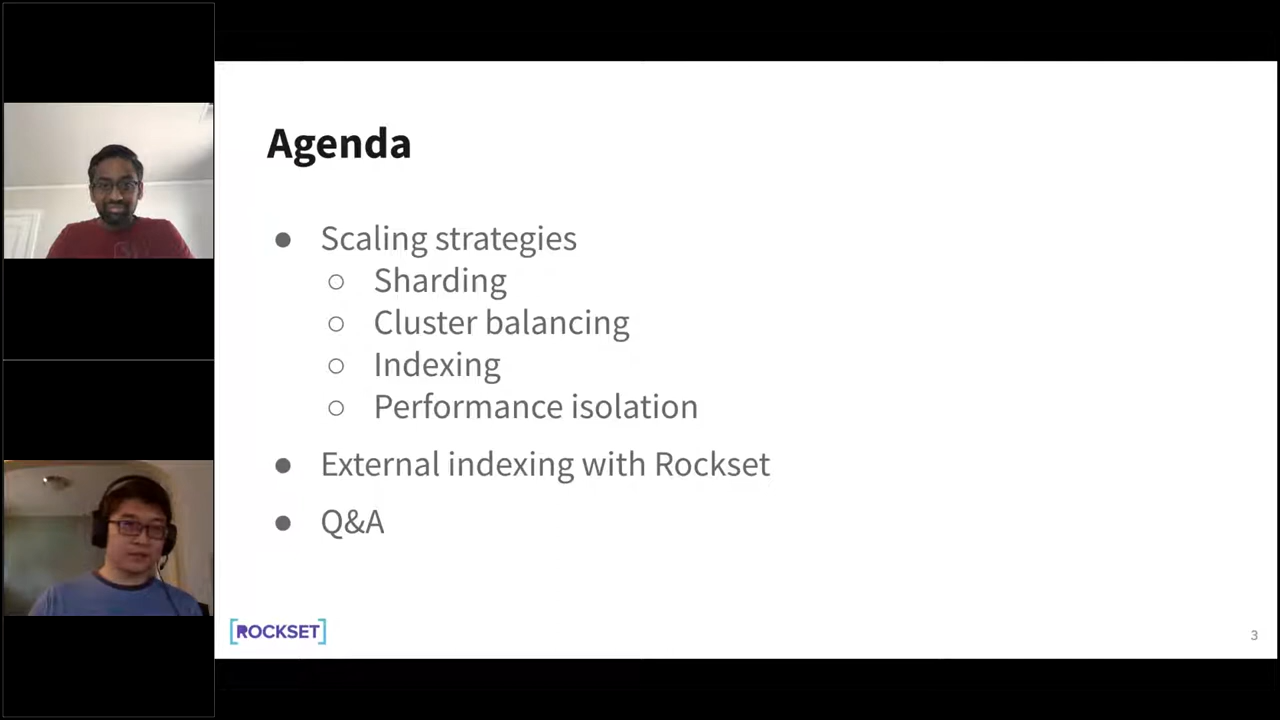 Agenda
● Scaling strategies
○ Sharding
○ Cluster balancing
○ Indexing
○ Performance isolation
● External indexing with Rockset
● Q&A
[ROCKSET]
3